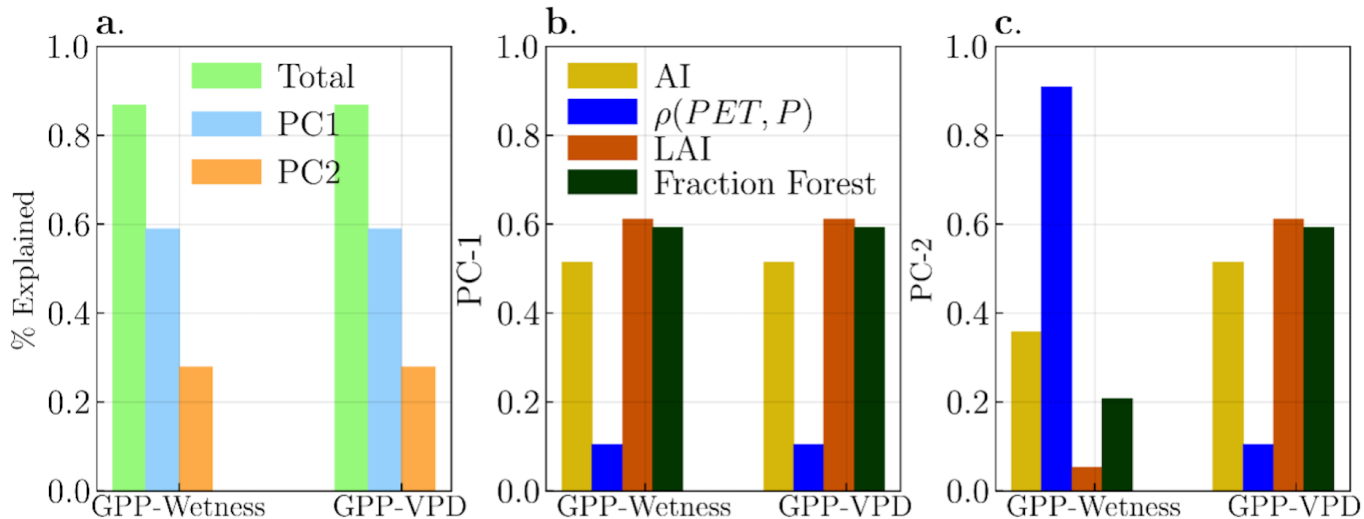 a.
% Explained
1.0
0.8
0.6
0.4
0.2
0.0
Total
PC1
PC2
GPP-Wetness
GPP-VPD
b.
PC-1
1.0
0.8
0.6
0.4
0.2
0.0
AI
ρ(PET, P)
LAI
Fraction Forest
GPP-Wetness
GPP-VPD
c.
PC-2
1.0
0.8
0.6
0.4
0.2
0.0
GPP-Wetness
GPP-VPD